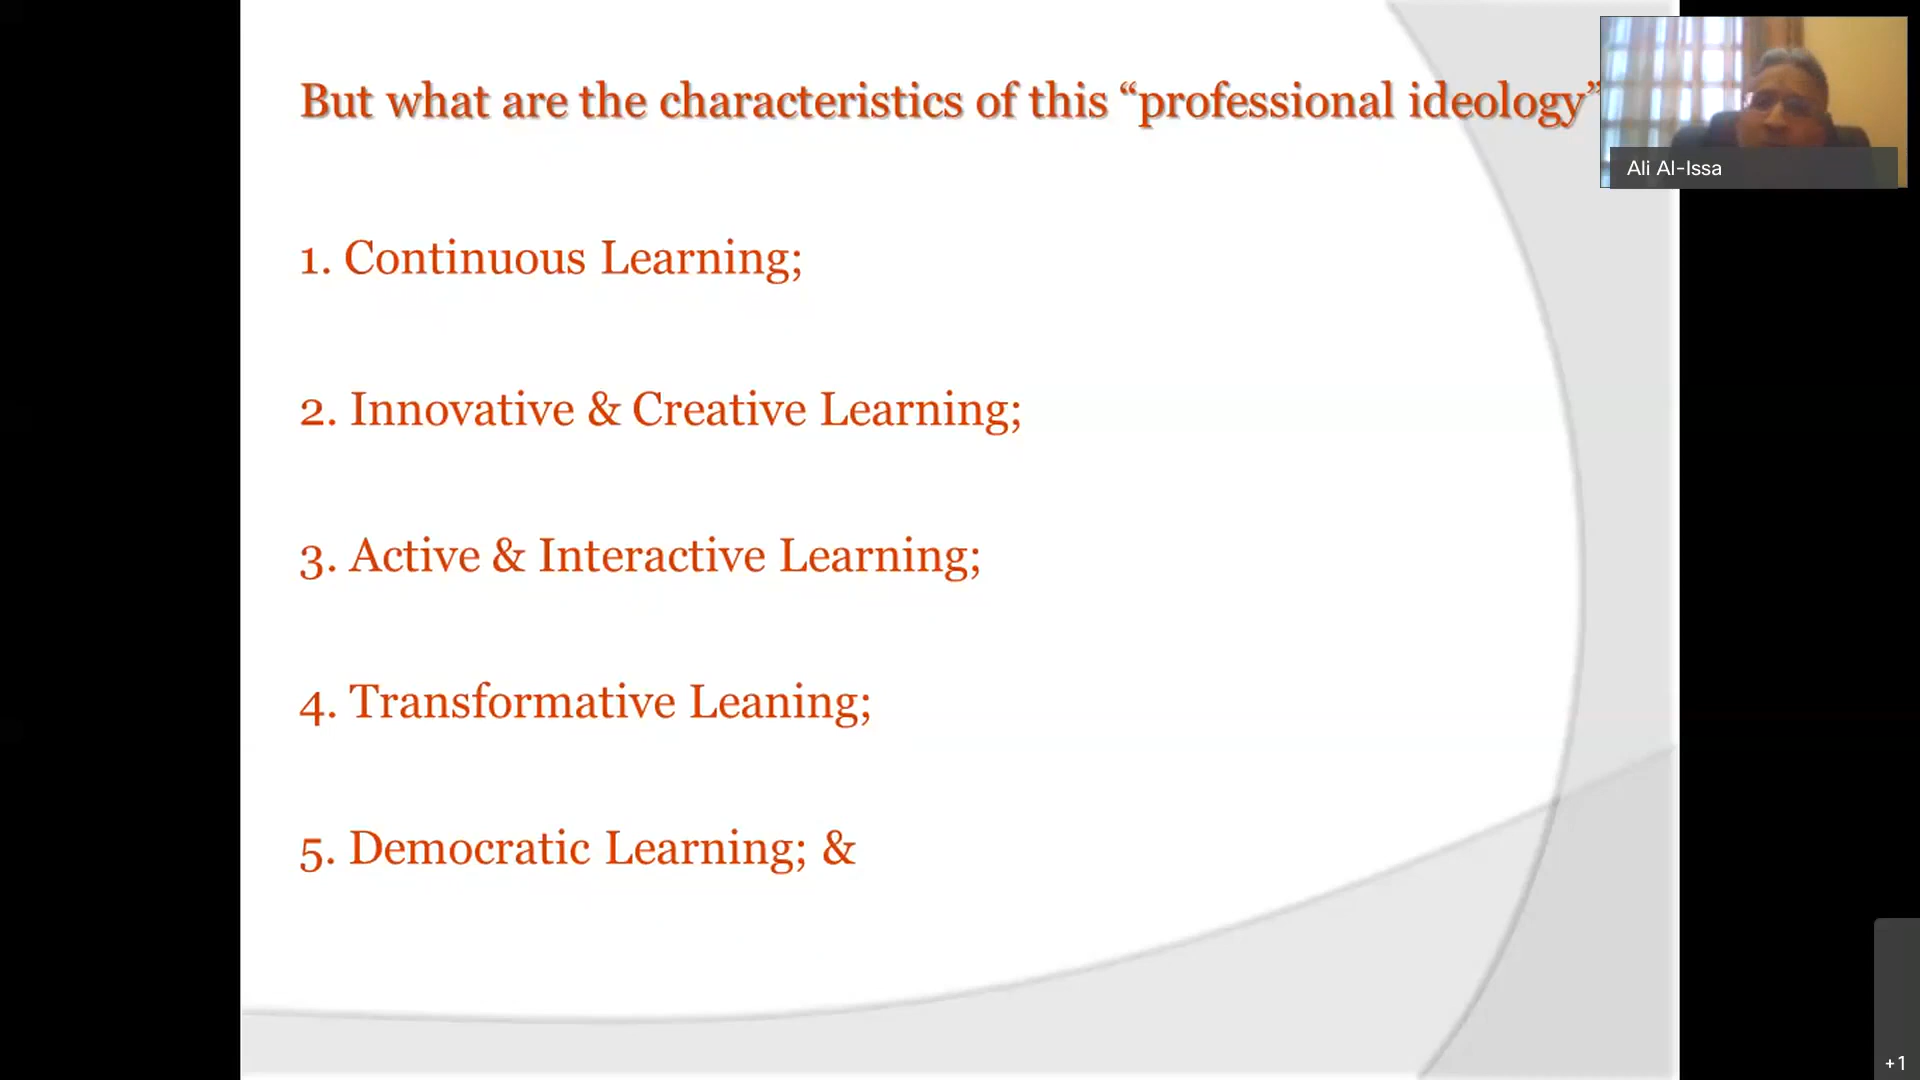 But what are the characteristics of this “professional ideology”
Ali Al-Issa
1. Continuous Learning;
2. Innovative & Creative Learning;
3. Active & Interactive Learning;
4. Transformative Leaning;
5. Democratic Learning; &
+1